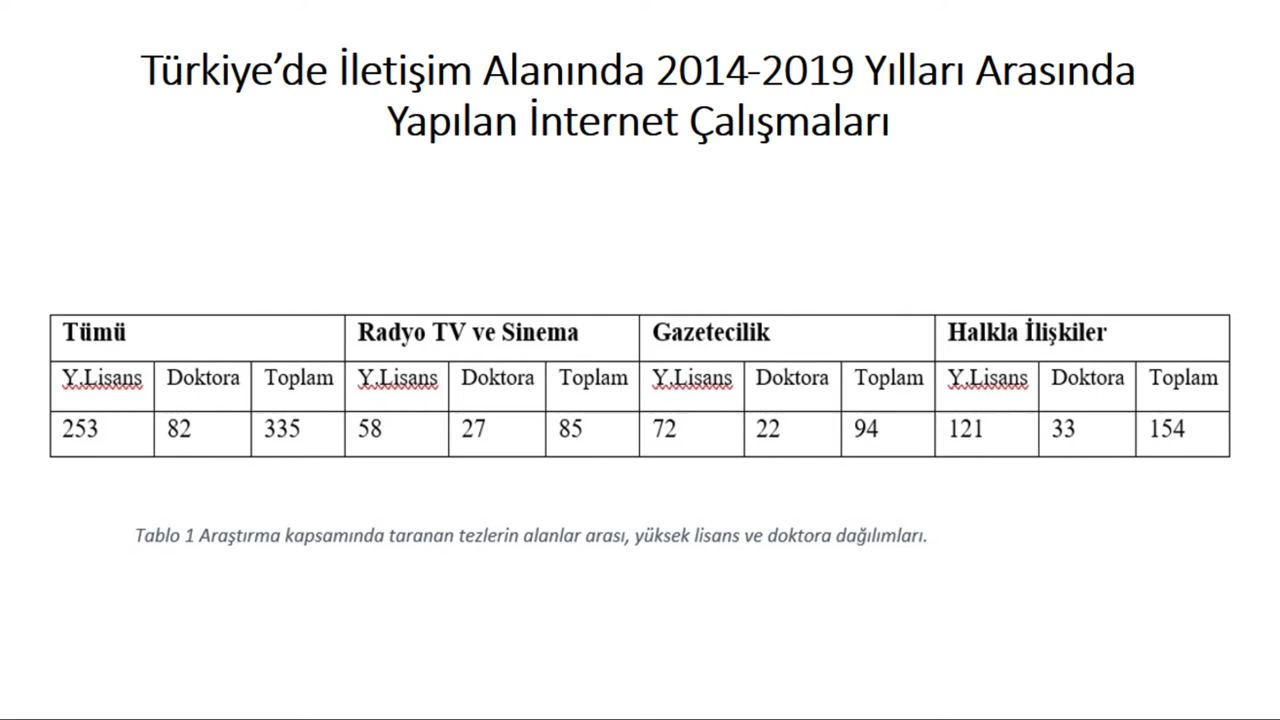 Türkiye’de İletişim Alanında 2014-2019 Yılları Arasında
Yapılan İnternet Çalışmaları
Tümü Radyo TV ve Sinema Gazetecilik Halkla İlişkiler
Y.Lisans Doktora Toplam Y.Lisans Doktora Toplam Y.Lisans Doktora Toplam Y.Lisans Doktora Toplam
253 82 335 58 27 85 72 22 94 121 33 154
Tablo 1 Araştırma kapsamında taranan tezlerin alanlar arası, yüksek lisans ve doktora dağılımları.